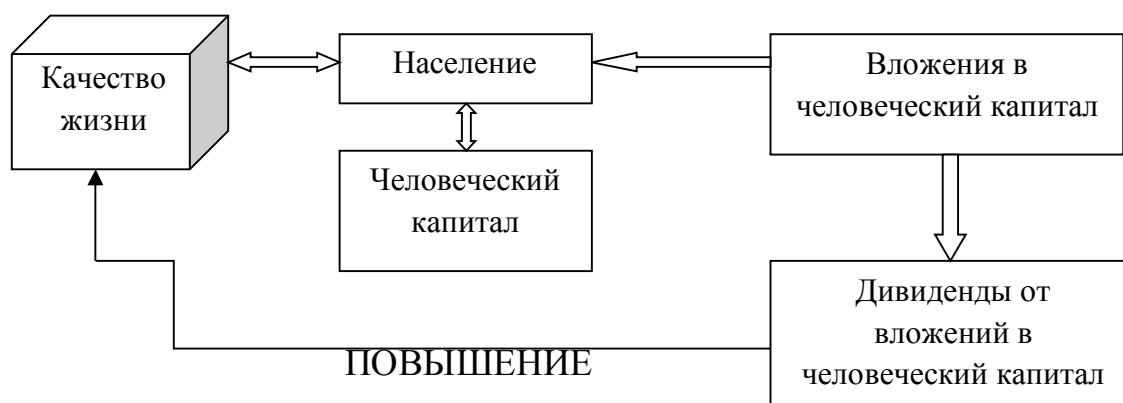 Качество
жизни
Население
Вложения в
человеческий капитал
Человеческий
капитал
Дивиденды от
вложений в
человеческий капитал
ПОВЫШЕНИЕ